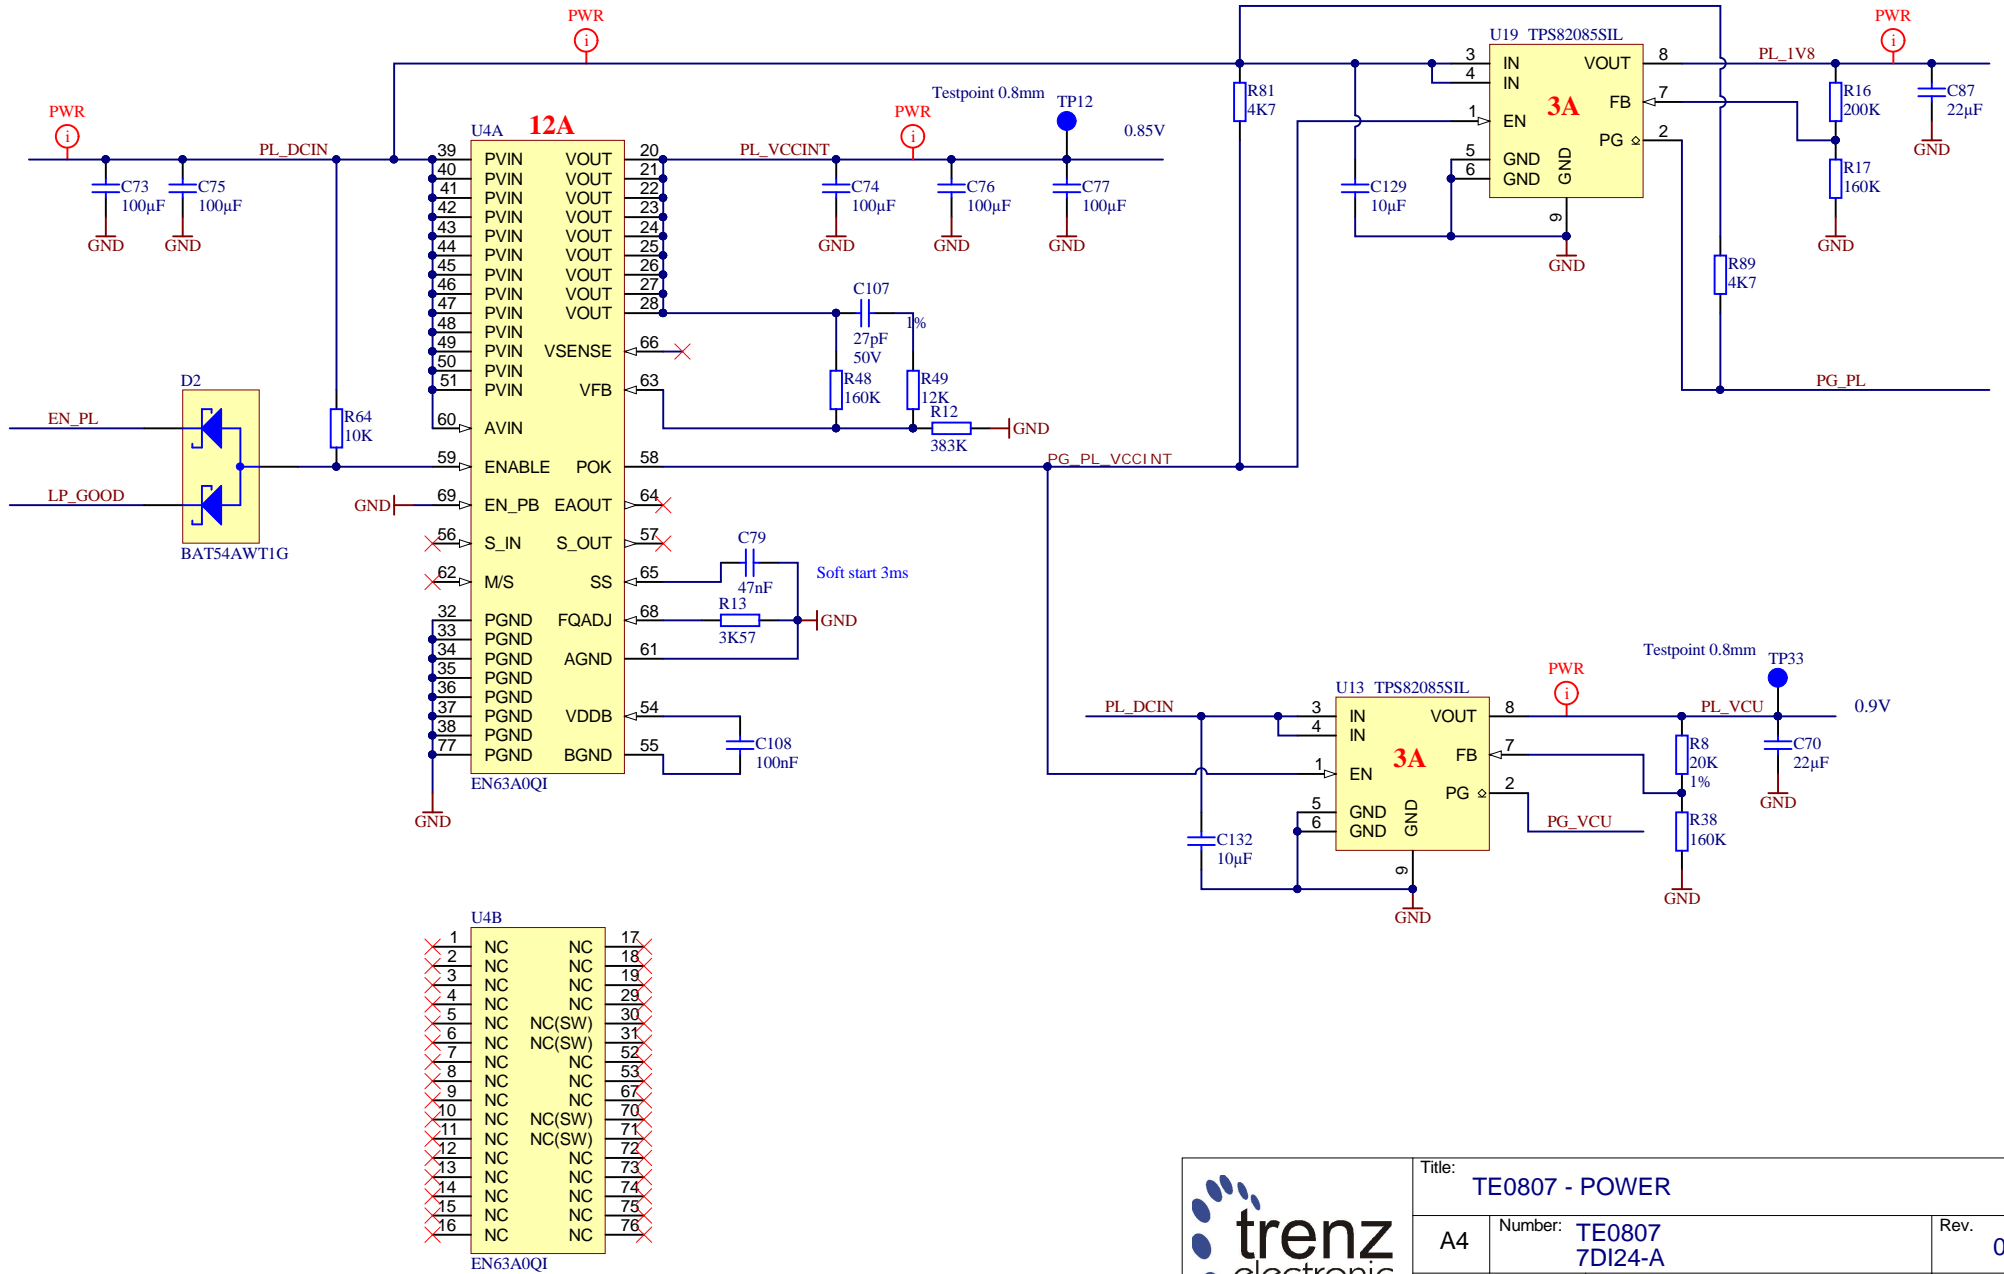 PWR
PWR
PWR
PWR
PWR
i
i
i
i
i
PL_DCIN
C73
100µF
GND
C75
100µF
GND
EN_PL
LP_GOOD
D2
BAT54AWT1G
R64
10K
U4A
12A
39 PVIN VOUT 20
40 PVIN VOUT 21
41 PVIN VOUT 22
42 PVIN VOUT 23
43 PVIN VOUT 24
44 PVIN VOUT 25
45 PVIN VOUT 26
46 PVIN VOUT 27
47 PVIN VOUT 28
48 PVIN
49 PVIN VSENSE 66
50 PVIN
51 PVIN VFB 63
60 AVIN
59 ENABLE POK 58
GND 69 EN_PB EAOUT 64
56 S_IN S_OUT 57
62 M/S SS 65
32 PGND FQADJ 68
33 PGND
34 PGND AGND 61
35 PGND
36 PGND
37 PGND VDDB 54
38 PGND
77 PGND BGND 55
EN63A0QI
GND
PL_VCCINT
Testpoint 0.8mm
TP12
0.85V
C74
100µF
GND
C76
100µF
GND
C77
100µF
GND
C107
27pF
50V
1%
R48
160K
R49
12K
R12
383K
GND
PG_PL_VCCINT
C79
47nF
Soft start 3ms
R13
3K57
GND
C108
100nF
R81
4K7
C129
10µF
U19 TPS82085SIL
3A
3 IN VOUT 8
4 IN
FB 7
1 EN
PG 2
5 GND
6 GND
GND
9
GND
PL_1V8
R16
200K
R17
160K
GND
C87
22µF
GND
R89
4K7
PG_PL
Testpoint 0.8mm
TP33
PL_DCIN
U13 TPS82085SIL
3A
3 IN VOUT 8
4 IN
FB 7
1 EN
PG 2
5 GND
6 GND
GND
9
GND
C132
10µF
PL_VCU
0.9V
R8
20K
1%
R38
160K
GND
C70
22µF
GND
PG_VCU
U4B
1 NC NC 17
2 NC NC 18
3 NC NC 19
4 NC NC 29
5 NC NC(SW) 30
6 NC NC(SW) 31
7 NC NC 52
8 NC NC 53
9 NC NC 67
10 NC NC(SW) 70
11 NC NC(SW) 71
12 NC NC 72
13 NC NC 73
14 NC NC 74
15 NC NC 75
16 NC NC 76
EN63A0QI
trenz
electronic
Title:
TE0807 - POWER
A4
Number: TE0807
7DI24-A
Rev.
0